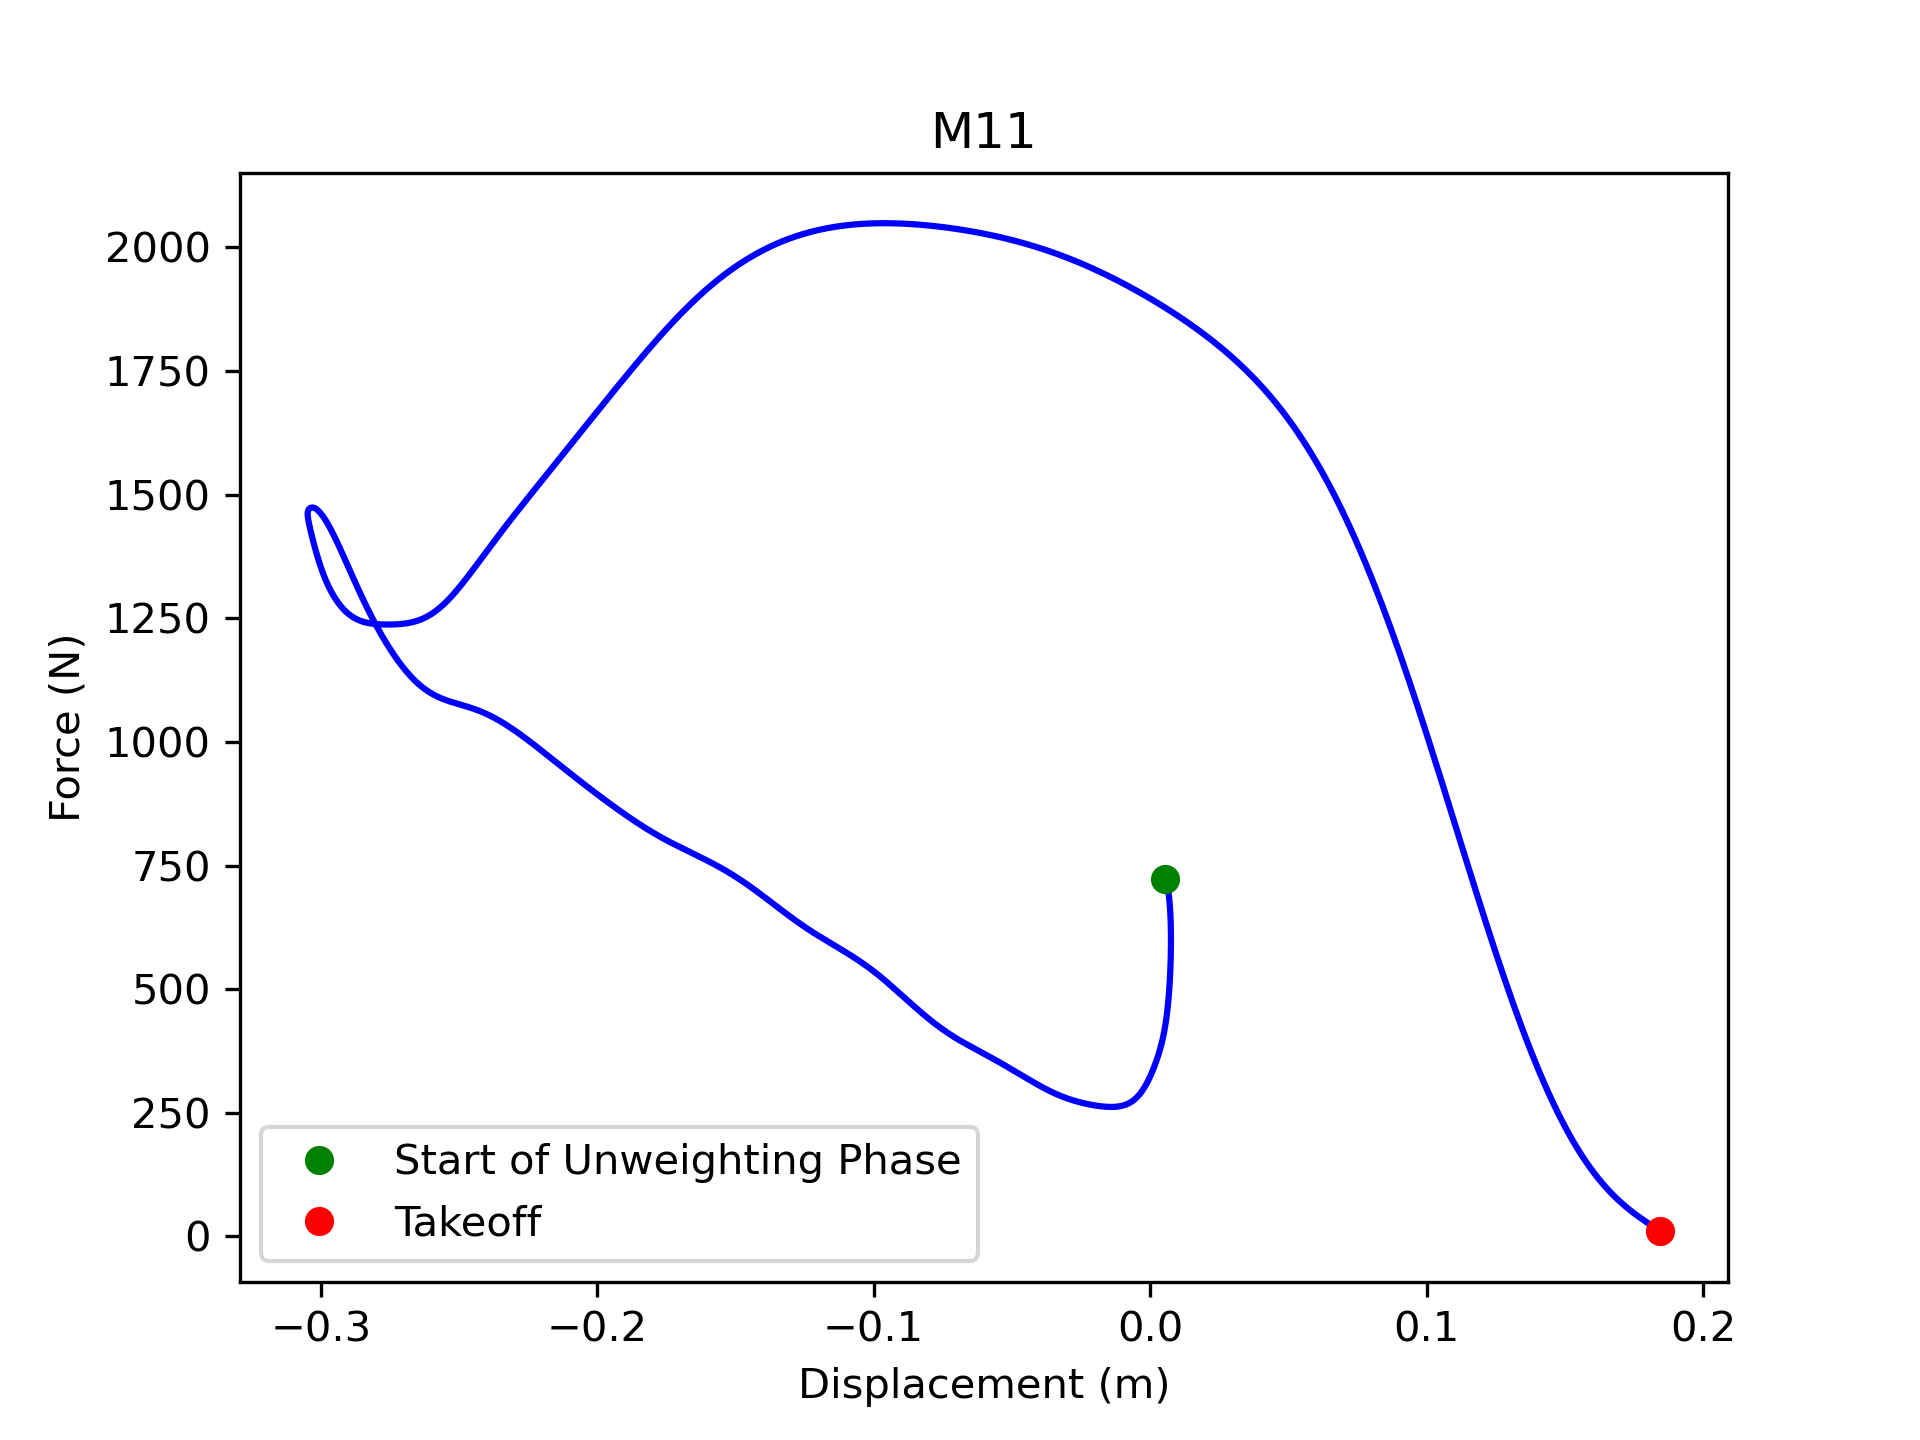 M11
2000
1750
1500
1250
1000
750
500
250
0
Force (N)
Start of Unweighting Phase
Takeoff
−0.3 −0.2 −0.1 0.0 0.1 0.2
Displacement (m)